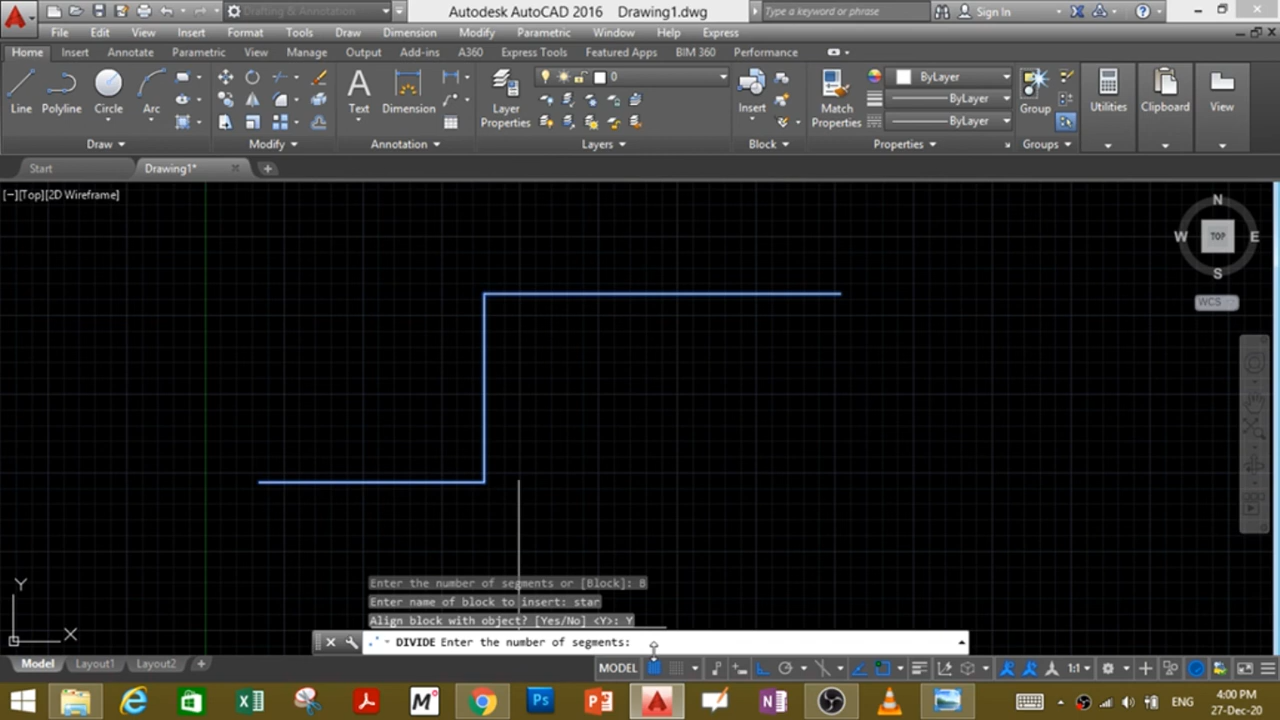 Drafting & Annotation
Autodesk AutoCAD 2016 Drawing1.dwg
Type a keyword or phrase
Sign In
File Edit View Insert Format Tools Draw Dimension Modify Parametric Window Help Express
Home Insert Annotate Parametric View Manage Output Add-ins A360 Express Tools Featured Apps BIM 360 Performance
Line Polyline Circle Arc
Text Dimension
Layer Properties
0
Insert
Match Properties
ByLayer
ByLayer
ByLayer
Group
Utilities
Clipboard
View
Draw Modify Annotation Layers Block Properties Groups
Start Drawing1*
[−][Top][2D Wireframe]
N
W TOP E
S
WCS
Y
X
Enter the number of segments or [Block]: B
Enter name of block to insert: star
Align block with object? [Yes/No] <Y>: Y
DIVIDE Enter the number of segments:
Model Layout1 Layout2 +
MODEL
1:1
ENG
4:00 PM
27-Dec-20